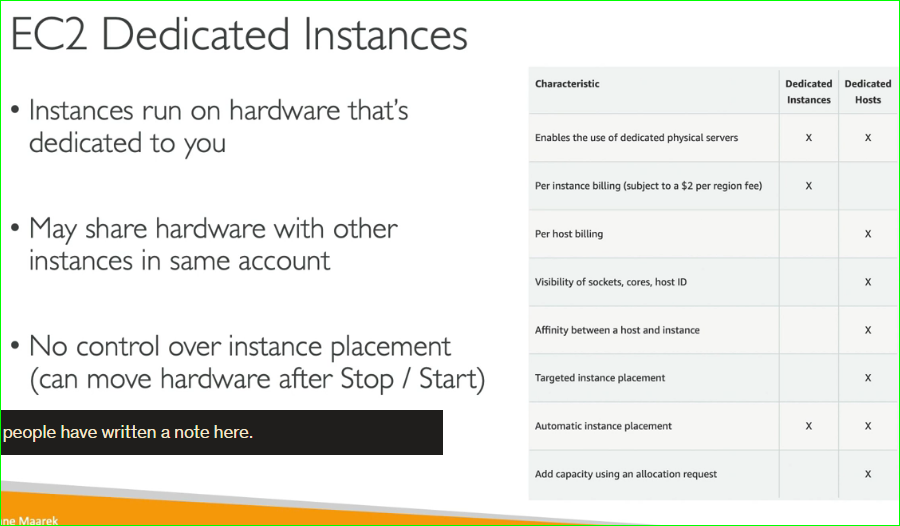 EC2 Dedicated Instances
• Instances run on hardware that's
dedicated to you
• May share hardware with other
instances in same account
• No control over instance placement
(can move hardware after Stop / Start)
people have written a note here.
Characteristic Dedicated Instances Dedicated Hosts
Enables the use of dedicated physical servers X X
Per instance billing (subject to a $2 per region fee) X
Per host billing X
Visibility of sockets, cores, host ID X
Affinity between a host and instance X
Targeted instance placement X
Automatic instance placement X X
Add capacity using an allocation request X
Maarek